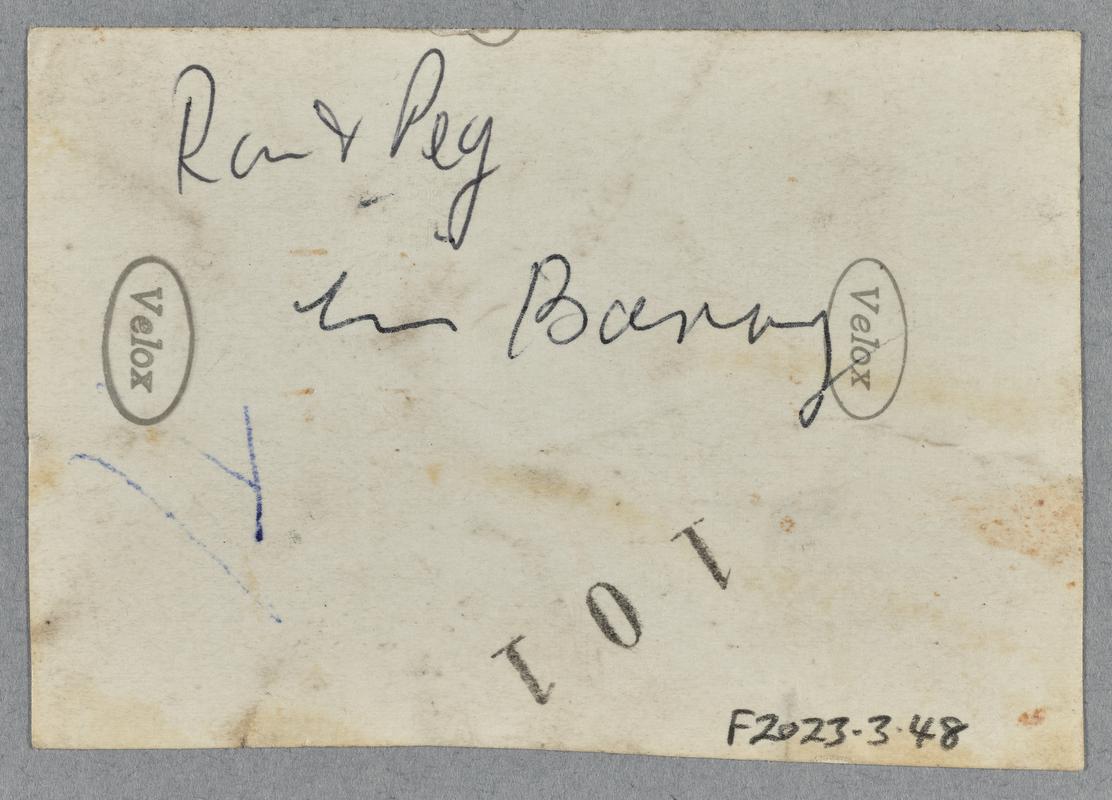 Ron & Peg
in Barry
Velox
Velox
101
F2023.3.48